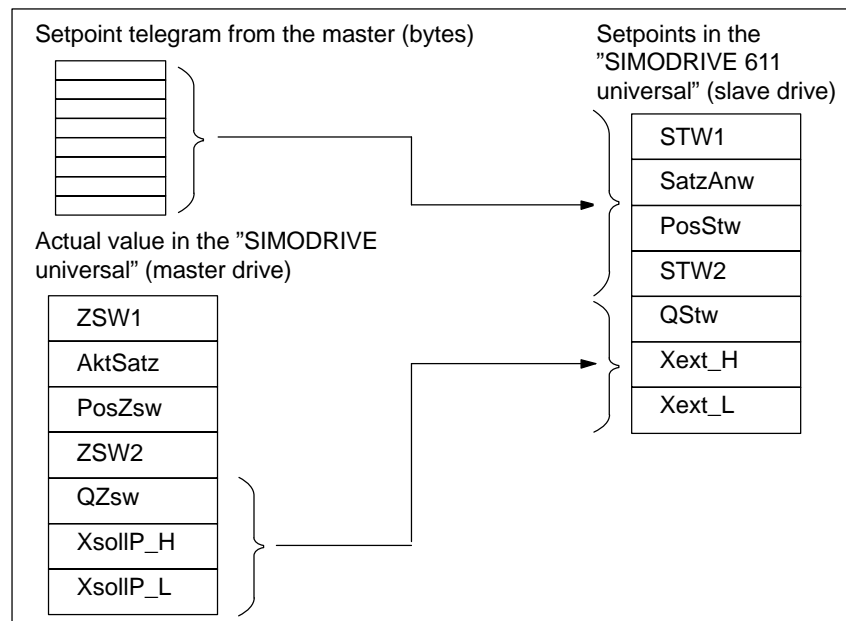 Setpoint telegram from the master (bytes)
Actual value in the ”SIMODRIVE
universal” (master drive)
ZSW1
AktSatz
PosZsw
ZSW2
QZsw
XsollP_H
XsollP_L
Setpoints in the
”SIMODRIVE 611
universal” (slave drive)
STW1
SatzAnw
PosStw
STW2
QStw
Xext_H
Xext_L